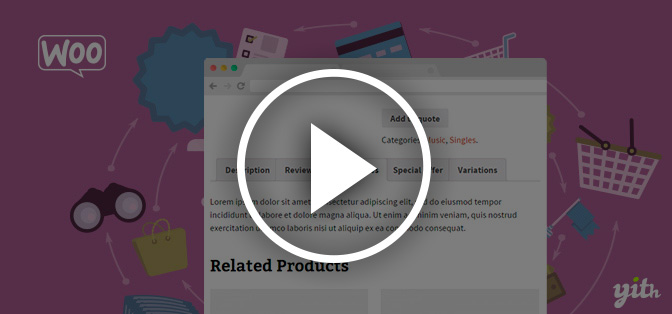 Woo
Add to quote
Categories: Music, Singles.
Description Reviews Special Offer Variations
Lorem ipsum dolor sit amet, consectetur adipiscing elit, sed do eiusmod tempor
incididunt ut labore et dolore magna aliqua. Ut enim ad minim veniam, quis nostrud
exercitation ullamco laboris nisi ut aliquip ex ea commodo consequat.
Related Products
yith